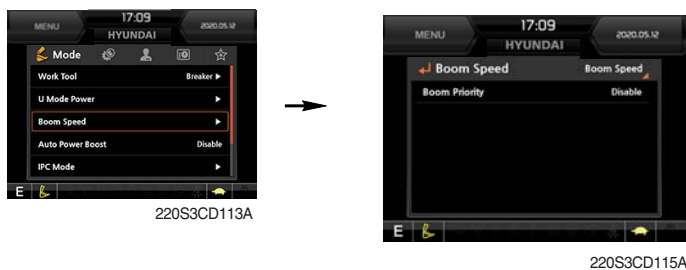 MENU
17:09
2020.05.12
HYUNDAI
Mode
Work Tool Breaker ▶
U Mode Power ▶
Boom Speed ▶
Auto Power Boost Disable
IPC Mode ▶
E
220S3CD113A
MENU
17:09
2020.05.12
HYUNDAI
Boom Speed Boom Speed
Boom Priority Disable
E
220S3CD115A